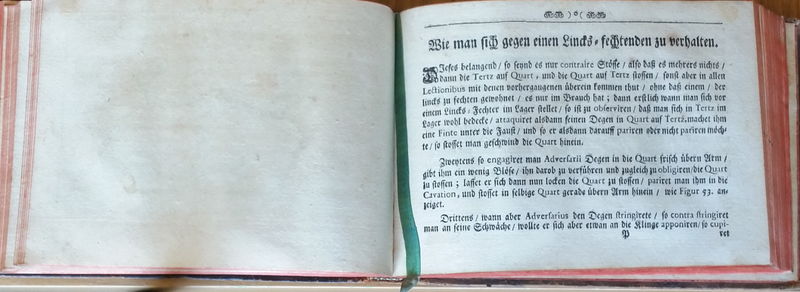 ) o (
Wie man sich gegen einen Lincks-fechtenden zu verhalten.
DIeses belangend / so seynd es nur contraire Stösse / also daß es mehrers nichts /
dann die Tertz auf Quart, und die Quart auf Tertz stossen / sonst aber in allen
Lectionibus mit denen vorhergangenen überein kommen thut / ohne daß einem / der
lincks zu fechten gewohnet / es nur im Brauch hat; dann erstlich wann man sich vor
einem Lincks-Fechter im Lager stellet / so ist zu observiren / daß man sich in Tertz im
Lager wohl bedecke / attaquiret alsdann seinen Degen in Quart auf Tertz, machet ihm
eine Finte unter die Faust / und so er alsdann darauff pariren oder nicht pariren möch-
te / so stosset man geschwind die Quart hinein.
Zweytens so engagiret man Adversarii Degen in die Quart frisch übern Arm /
gibt ihm ein wenig Blöse / ihn darob zu verführen und zugleich zu obligiren / die Quart
zu stossen; lasset er sich dann nun locken die Quart zu stossen / pariret man ihm in die
Cavation, und stosset in selbige Quart gerade übern Arm hinein / wie Figur 53. an-
zeiget.
Drittens / wann aber Adversarius den Degen stringirete / so contra stringiret
man an seine Schwäche / wollte er sich aber etwan an die Klinge apponiren / so cupi-
P ret